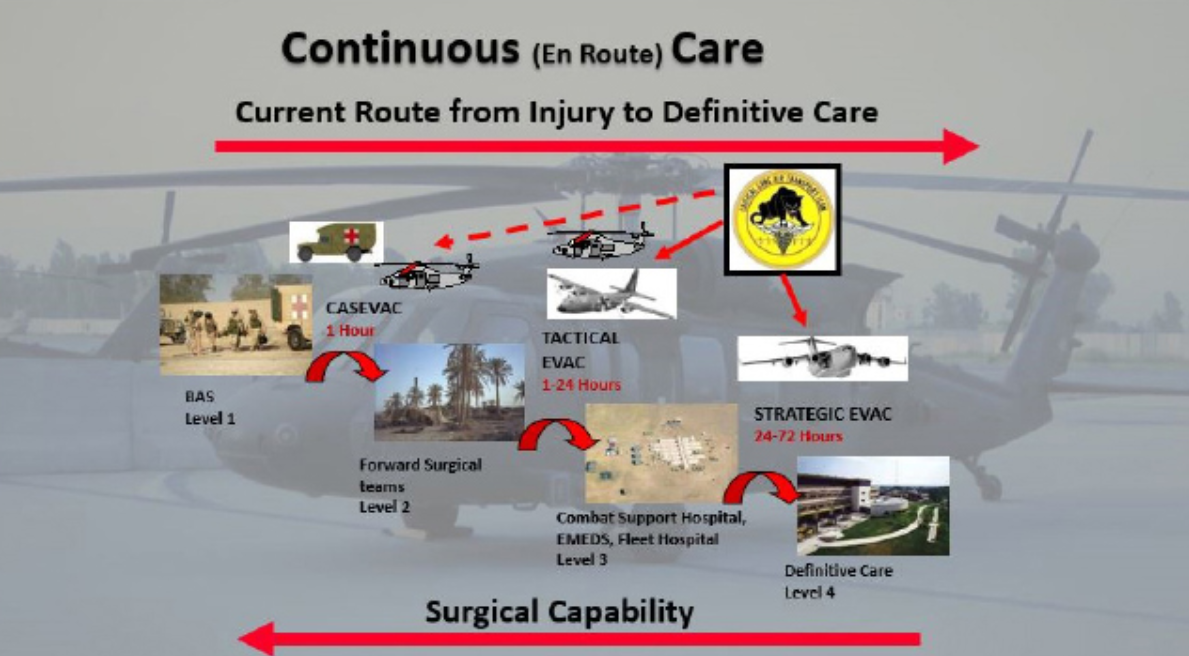 Continuous (En Route) Care
Current Route from Injury to Definitive Care
CASEVAC
1 Hour
TACTICAL
EVAC
1-24 Hours
BAS
Level 1
STRATEGIC EVAC
24-72 Hours
Forward Surgical
teams
Level 2
Combat Support Hospital,
EMEDS, Fleet Hospital
Level 3
Definitive Care
Level 4
Surgical Capability